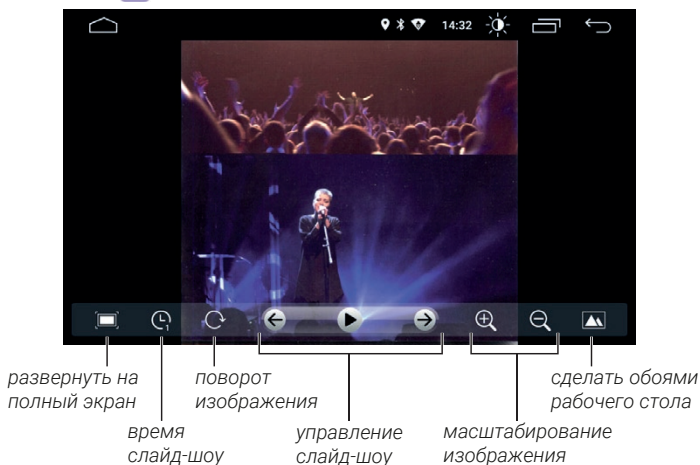 14:32
1
развернуть на
полный экран
время
слайд-шоу
поворот
изображения
управление
слайд-шоу
масштабирование
изображения
сделать обоями
рабочего стола